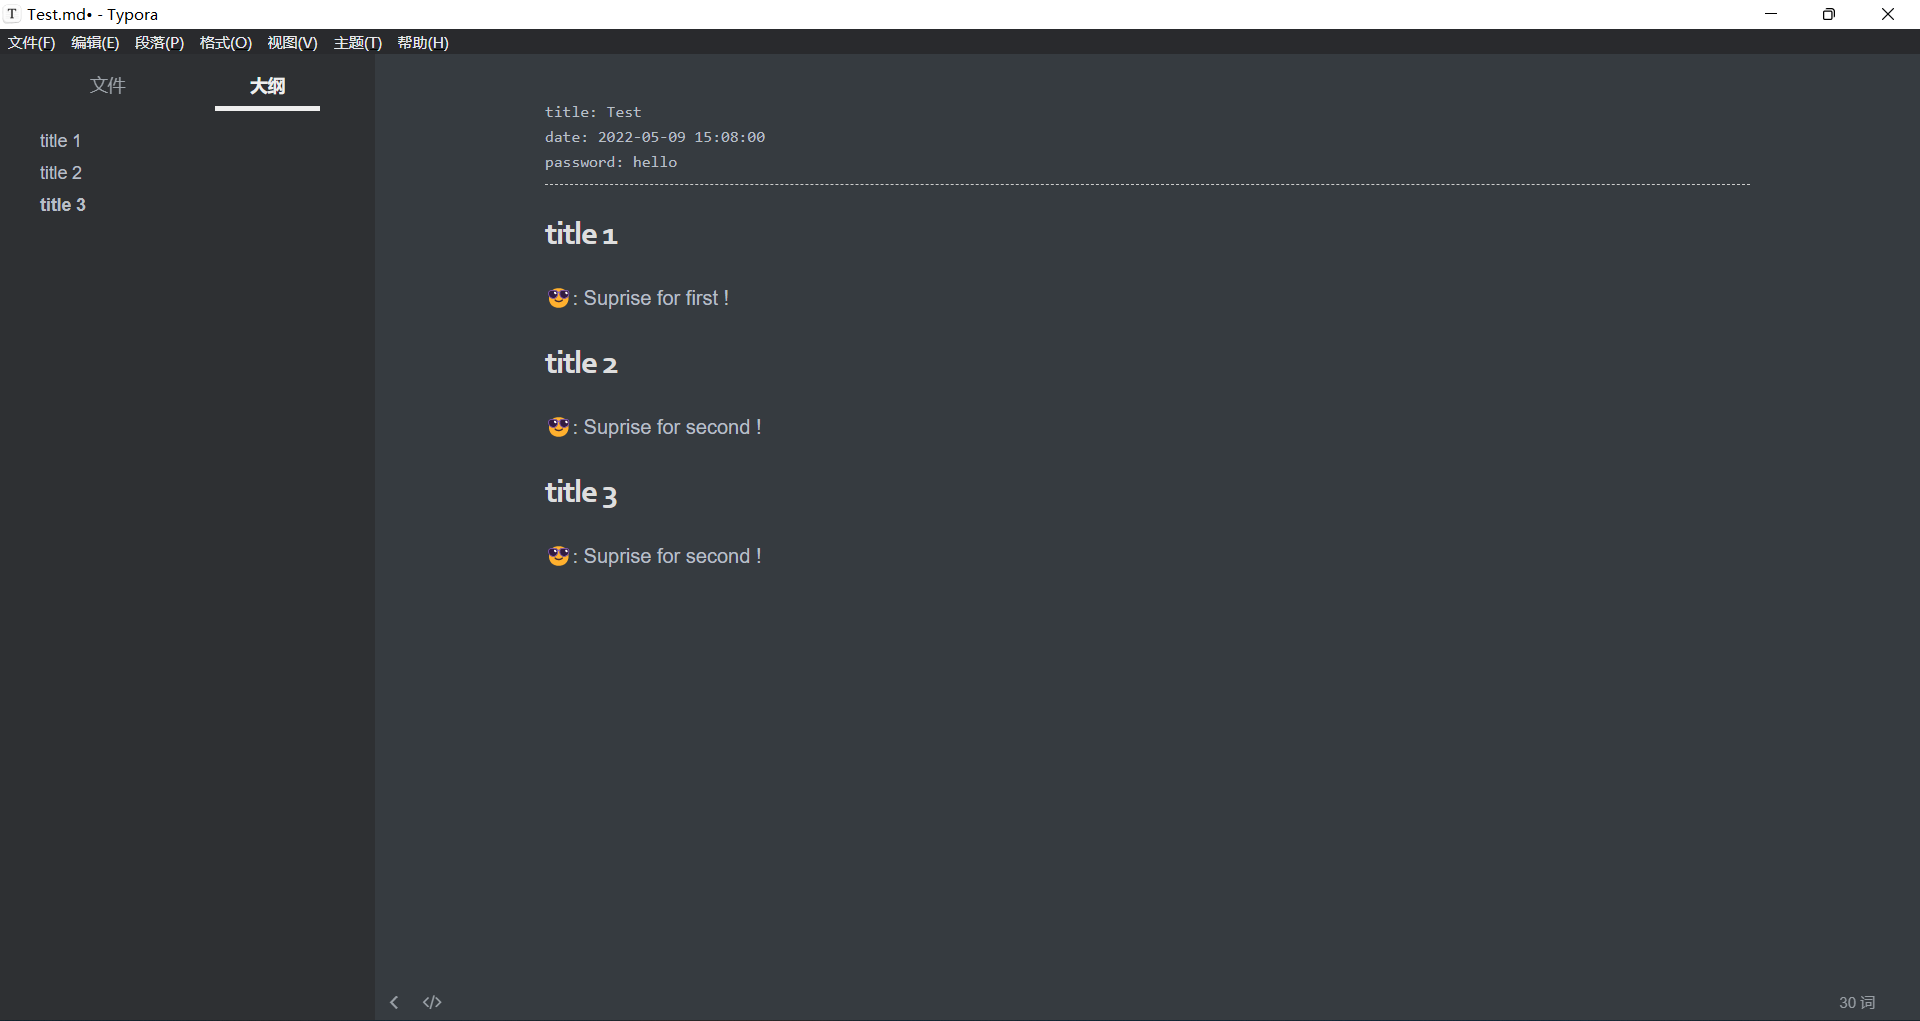 T Test.md• - Typora
文件(F) 编辑(E) 段落(P) 格式(O) 视图(V) 主题(T) 帮助(H)
文件 大纲
title 1
title 2
title 3
title: Test
date: 2022-05-09 15:08:00
password: hello
title 1
😎: Suprise for first !
title 2
😎: Suprise for second !
title 3
😎: Suprise for second !
30 词